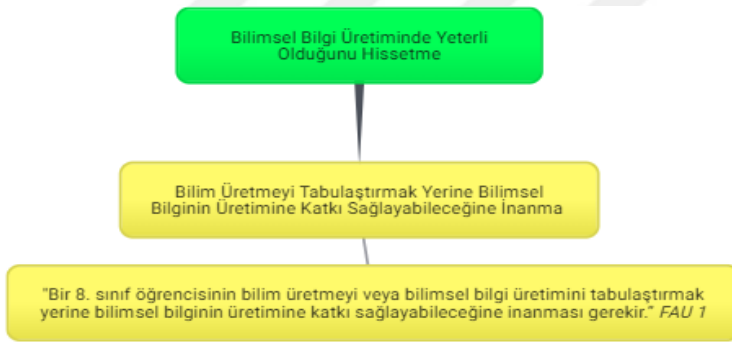 Bilimsel Bilgi Üretiminde Yeterli
Olduğunu Hissetme
Bilim Üretmeyi Tabulaştırmak Yerine Bilimsel
Bilginin Üretimine Katkı Sağlayabileceğine İnanma
"Bir 8. sınıf öğrencisinin bilim üretmeyi veya bilimsel bilgi üretimini tabulaştırmak
yerine bilimsel bilginin üretimine katkı sağlayabileceğine inanması gerekir." FAU 1